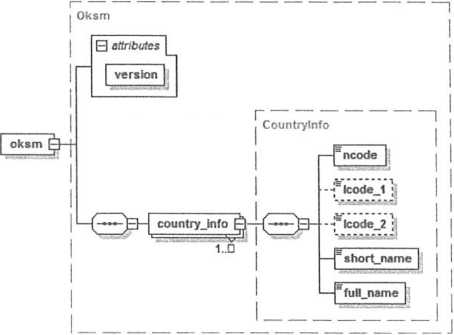 Oksm
attributes
version
oksm
CountryInfo
ncode
lcode_1
country_info
lcode_2
1..□
short_name
full_name